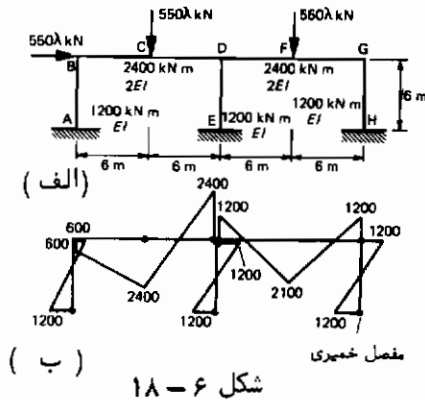 550λ kN 560λ kN
550λ kN
B C D F G
2400 kN m 2400 kN m
2EI 2EI
6 m
1200 kN m 1200 kN m 1200 kN m
A EI E EI EI H
6 m 6 m 6 m 6 m
( الف )
2400
600 1200 1200
600 1200
1200
2400 2100
1200 1200 1200
مفصل خمیری
( ب )
شکل ۶ – ۱۸